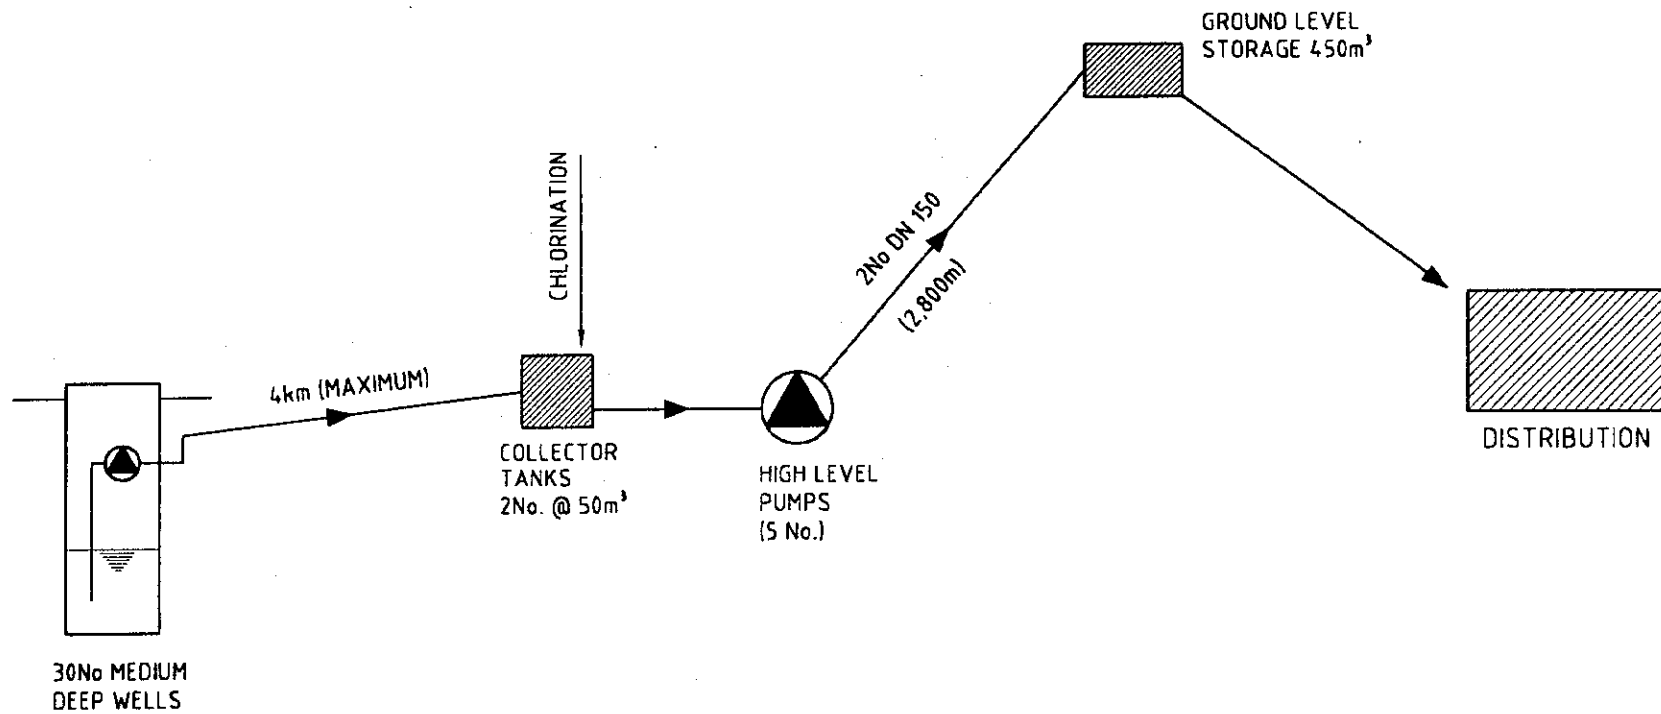 GROUND LEVEL
STORAGE 450m³
CHLORINATION
2No DN 150
(2,800m)
4km (MAXIMUM)
COLLECTOR
TANKS
2No. @ 50m³
HIGH LEVEL
PUMPS
(5 No.)
DISTRIBUTION
30No MEDIUM
DEEP WELLS